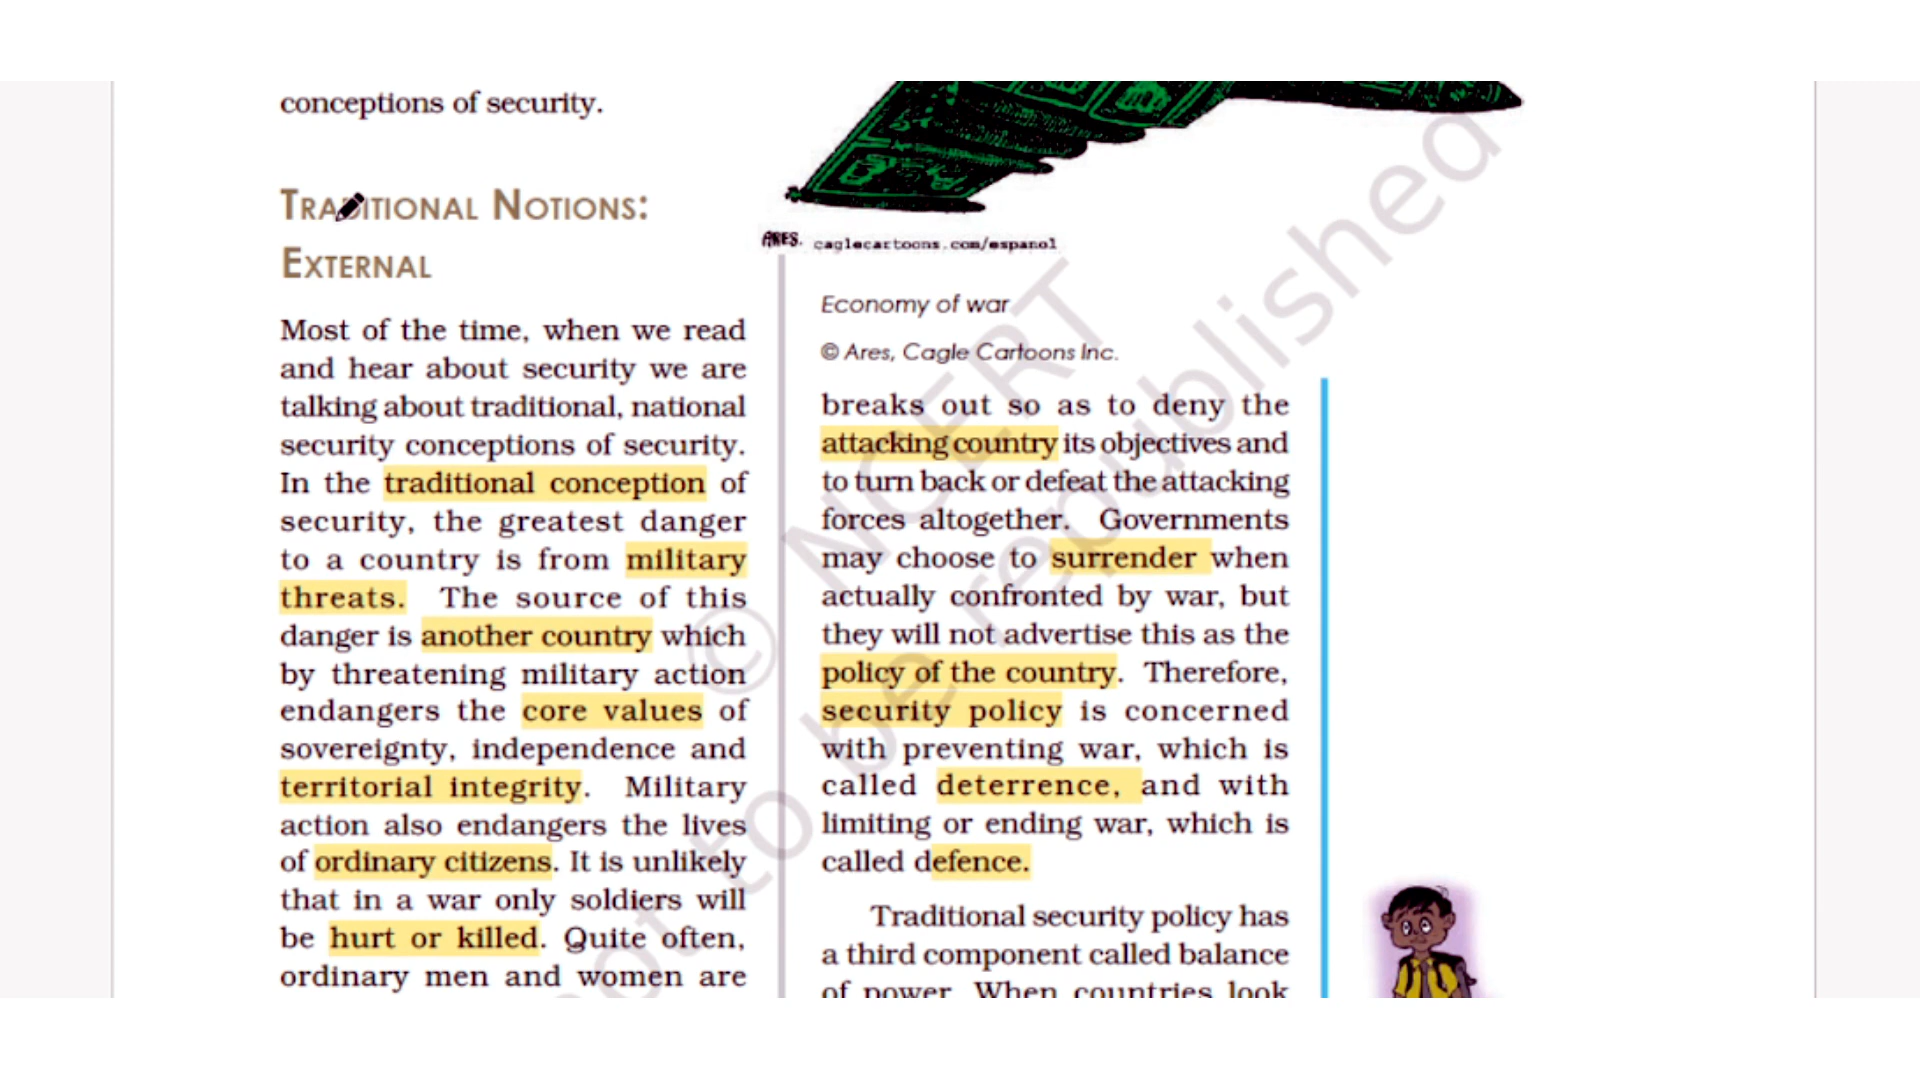 conceptions of security.
TRADITIONAL NOTIONS:
EXTERNAL
Most of the time, when we read
and hear about security we are
talking about traditional, national
security conceptions of security.
In the traditional conception of
security, the greatest danger
to a country is from military
threats. The source of this
danger is another country which
by threatening military action
endangers the core values of
sovereignty, independence and
territorial integrity. Military
action also endangers the lives
of ordinary citizens. It is unlikely
that in a war only soldiers will
be hurt or killed. Quite often,
ordinary men and women are
ARES. caglecartoons.com/espanol
Economy of war
© Ares, Cagle Cartoons Inc.
breaks out so as to deny the
attacking country its objectives and
to turn back or defeat the attacking
forces altogether. Governments
may choose to surrender when
actually confronted by war, but
they will not advertise this as the
policy of the country. Therefore,
security policy is concerned
with preventing war, which is
called deterrence, and with
limiting or ending war, which is
called defence.
Traditional security policy has
a third component called balance
of power. When countries look
© NCERT
not to be republished